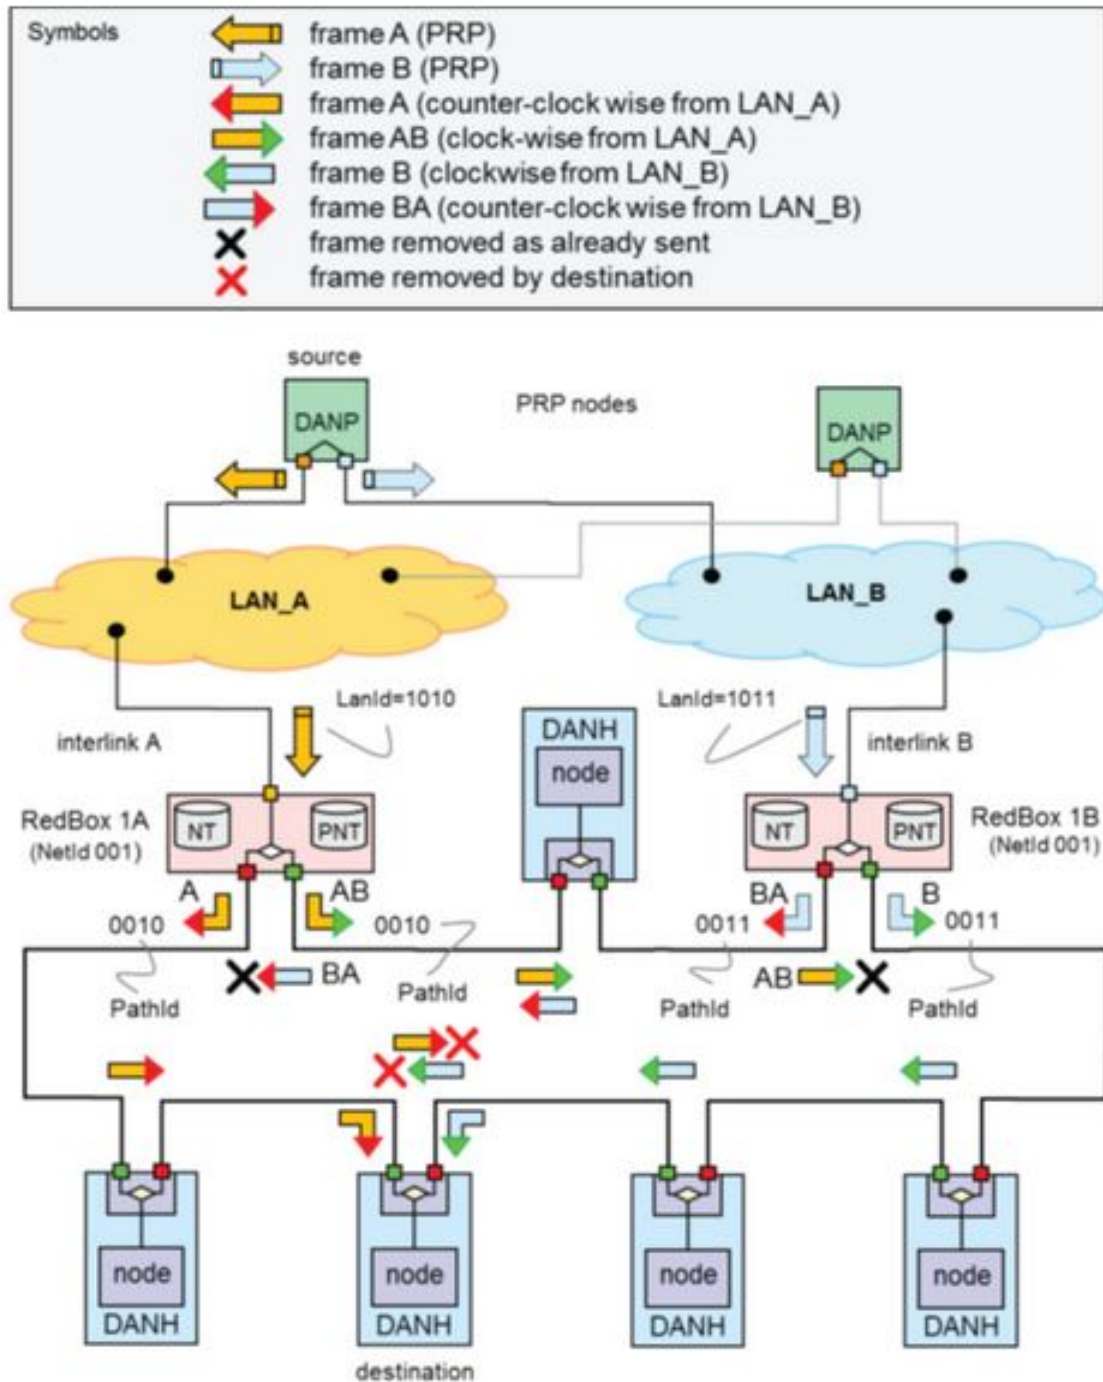 Symbols
frame A (PRP)
frame B (PRP)
frame A (counter-clock wise from LAN_A)
frame AB (clock-wise from LAN_A)
frame B (clockwise from LAN_B)
frame BA (counter-clock wise from LAN_B)
frame removed as already sent
frame removed by destination
source
DANP
PRP nodes
DANP
LAN_A
LAN_B
LanId=1010
LanId=1011
interlink A
DANH
node
interlink B
RedBox 1A
(NetId 001)
NT
PNT
NT
PNT
RedBox 1B
(NetId 001)
A
AB
BA
B
0010
0010
0011
0011
BA
AB
PathId
PathId
PathId
PathId
node
DANH
node
DANH
node
DANH
node
DANH
destination